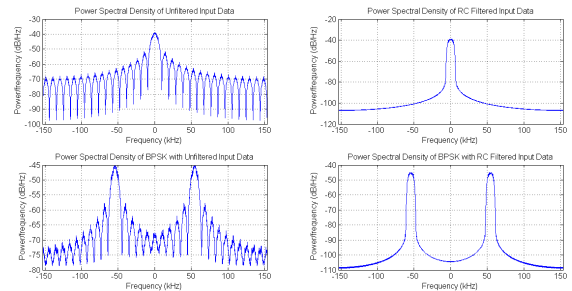 Power Spectral Density of Unfiltered Input Data
Power/frequency (dB/Hz)
-30
-40
-50
-60
-70
-80
-90
-100
-150 -100 -50 0 50 100 150
Frequency (kHz)
Power Spectral Density of RC Filtered Input Data
Power/frequency (dB/Hz)
-20
-40
-60
-80
-100
-120
-150 -100 -50 0 50 100 150
Frequency (kHz)
Power Spectral Density of BPSK with Unfiltered Input Data
Power/frequency (dB/Hz)
-45
-50
-55
-60
-65
-70
-75
-80
-150 -100 -50 0 50 100 150
Frequency (kHz)
Power Spectral Density of BPSK with RC Filtered Input Data
Power/frequency (dB/Hz)
-40
-50
-60
-70
-80
-90
-100
-110
-150 -100 -50 0 50 100 150
Frequency (kHz)